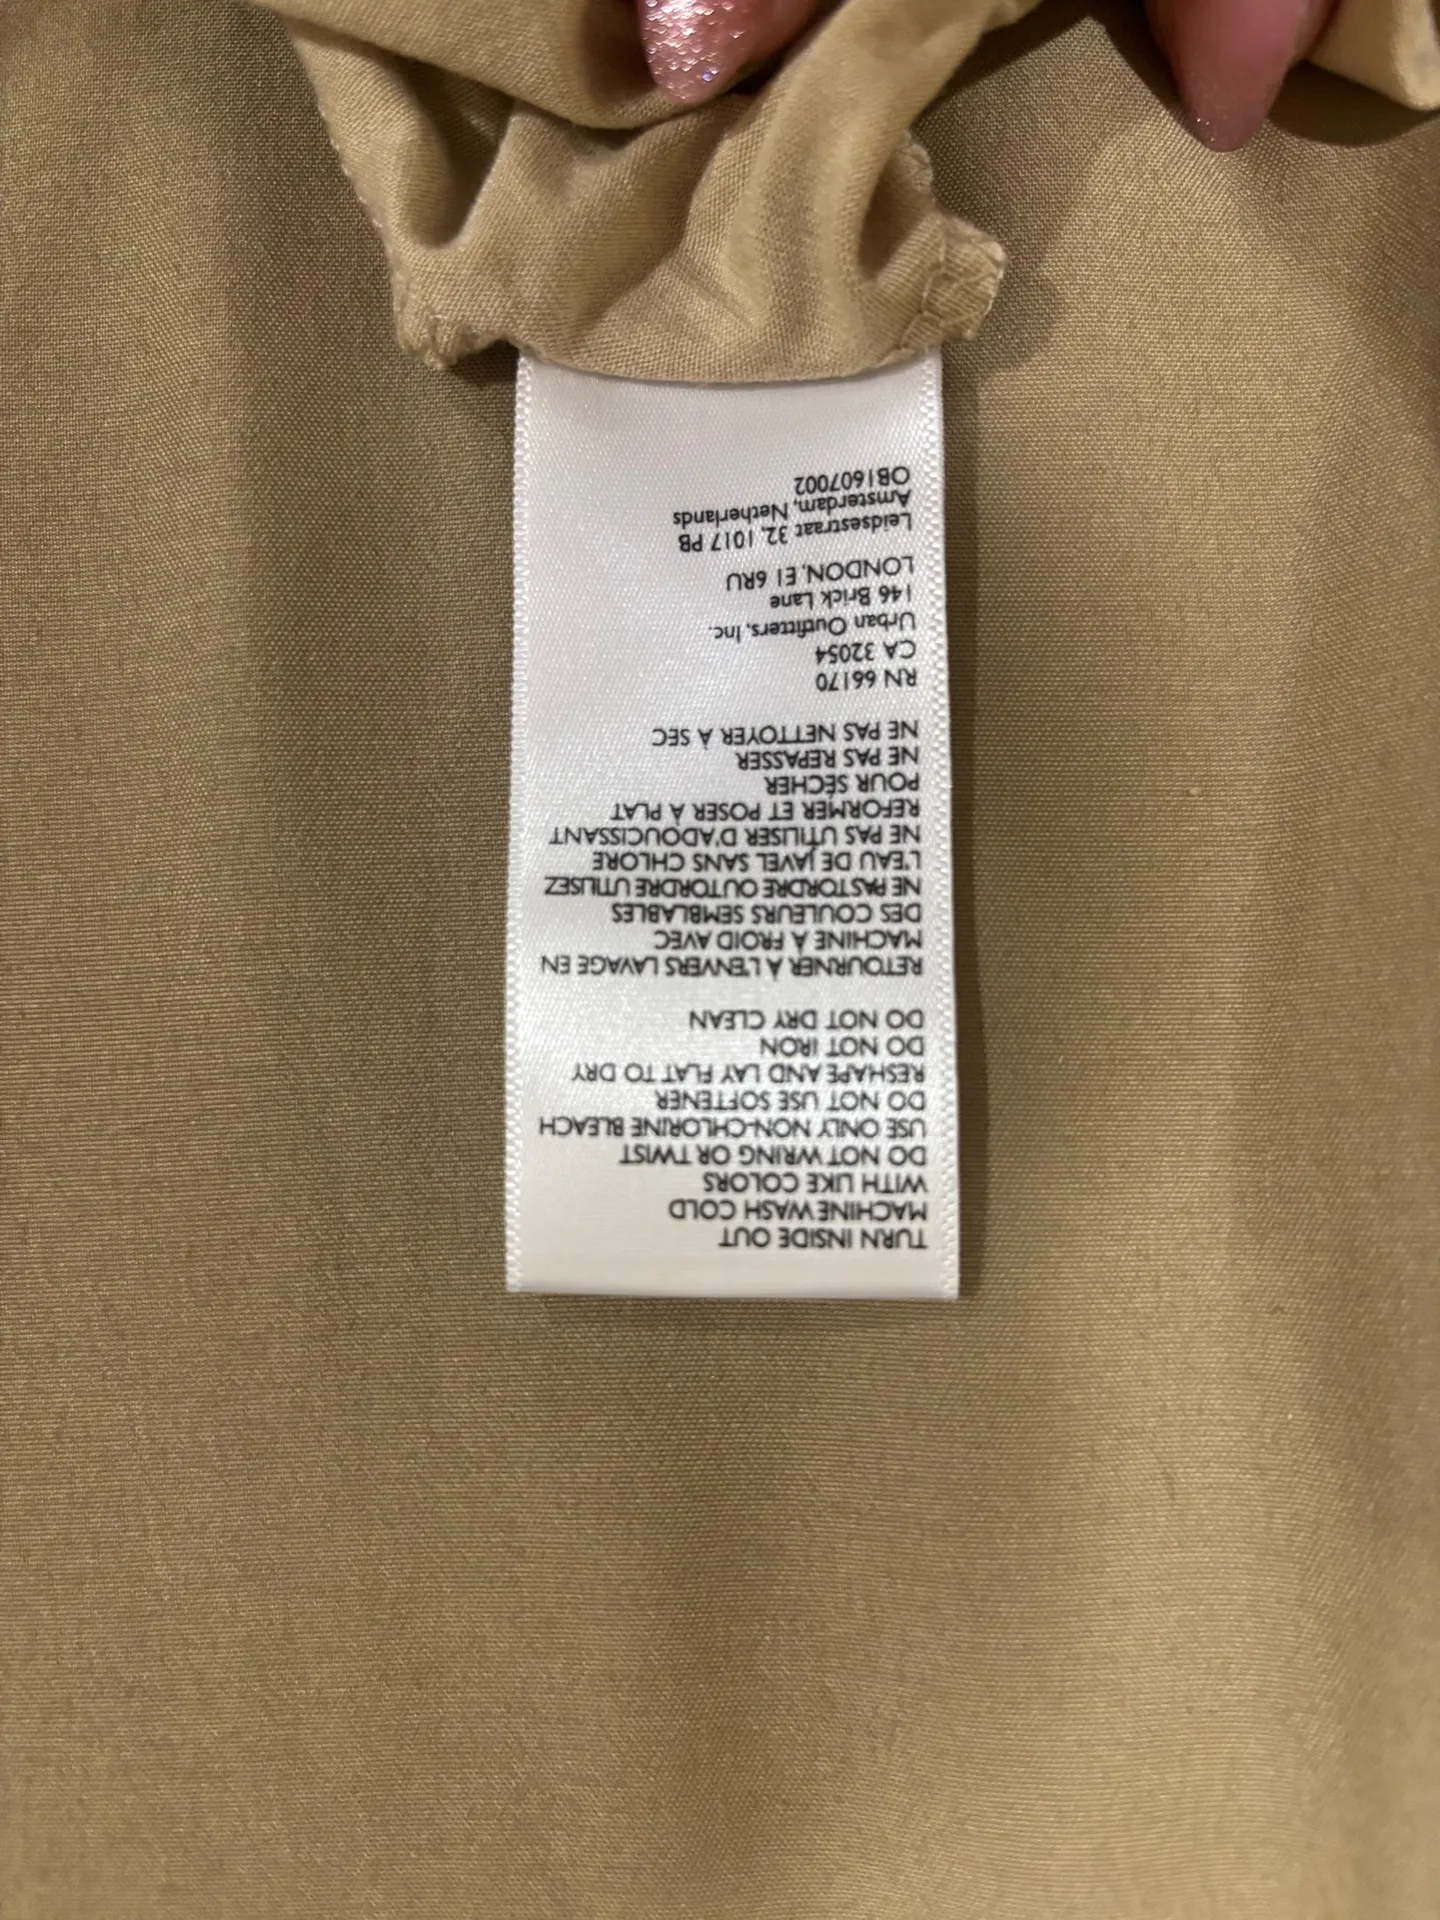 TURN INSIDE OUT
MACHINE WASH COLD
WITH LIKE COLORS
DO NOT WRING OR TWIST
USE ONLY NON-CHLORINE BLEACH
DO NOT USE SOFTENER
RESHAPE AND LAY FLAT TO DRY
DO NOT IRON
DO NOT DRY CLEAN
RETOURNER À L'ENVERS LAVAGE EN
MACHINE À FROID AVEC
DES COULEURS SEMBLABLES
NE PAS TORDRE OU TORDRE UTILISEZ
L'EAU DE JAVEL SANS CHLORE
NE PAS UTILISER D'ADOUCISSANT
REFORMER ET POSER À PLAT
POUR SÉCHER
NE PAS REPASSER
NE PAS NETTOYER À SEC
RN 66170
CA 32054
Urban Outfitters, Inc.
146 Brick Lane
LONDON, E1 6RU
Leidsestraat 32, 1017 PB
Amsterdam, Netherlands
OB1607002